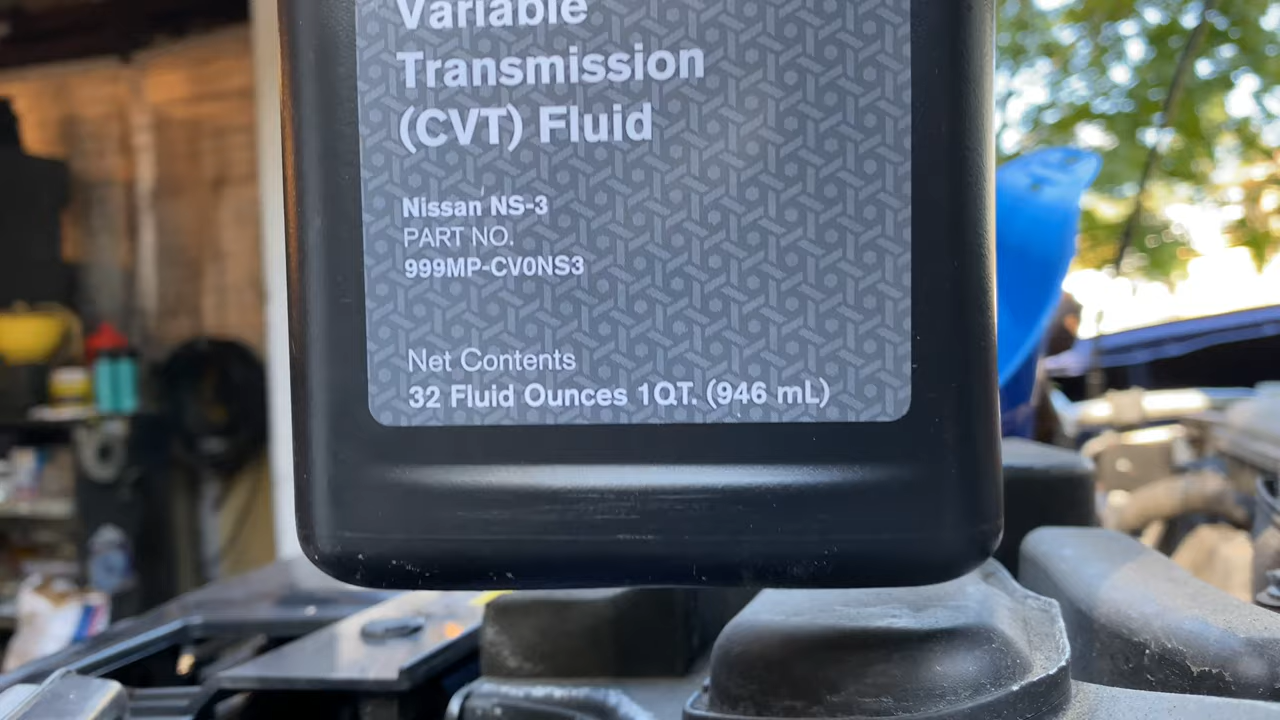 Variable
Transmission
(CVT) Fluid
Nissan NS-3
PART NO.
999MP-CV0NS3
Net Contents
32 Fluid Ounces 1QT. (946 mL)